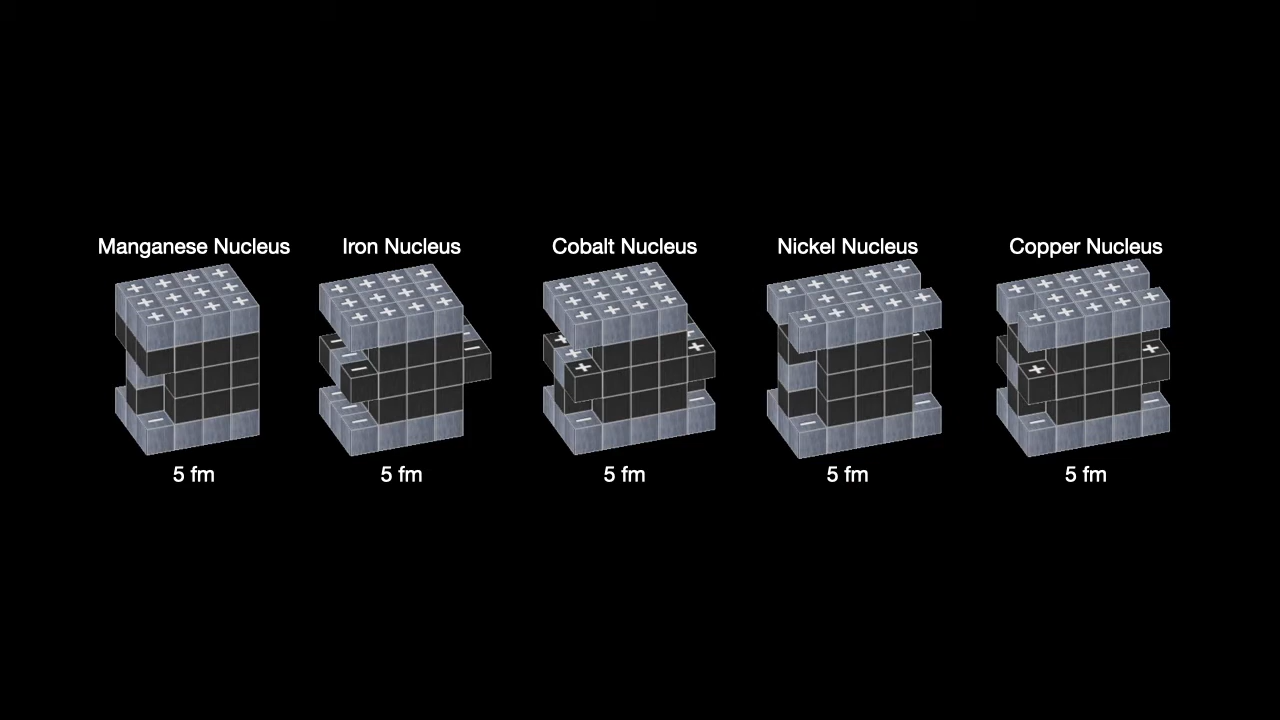 Manganese Nucleus
Iron Nucleus
Cobalt Nucleus
Nickel Nucleus
Copper Nucleus
5 fm
5 fm
5 fm
5 fm
5 fm